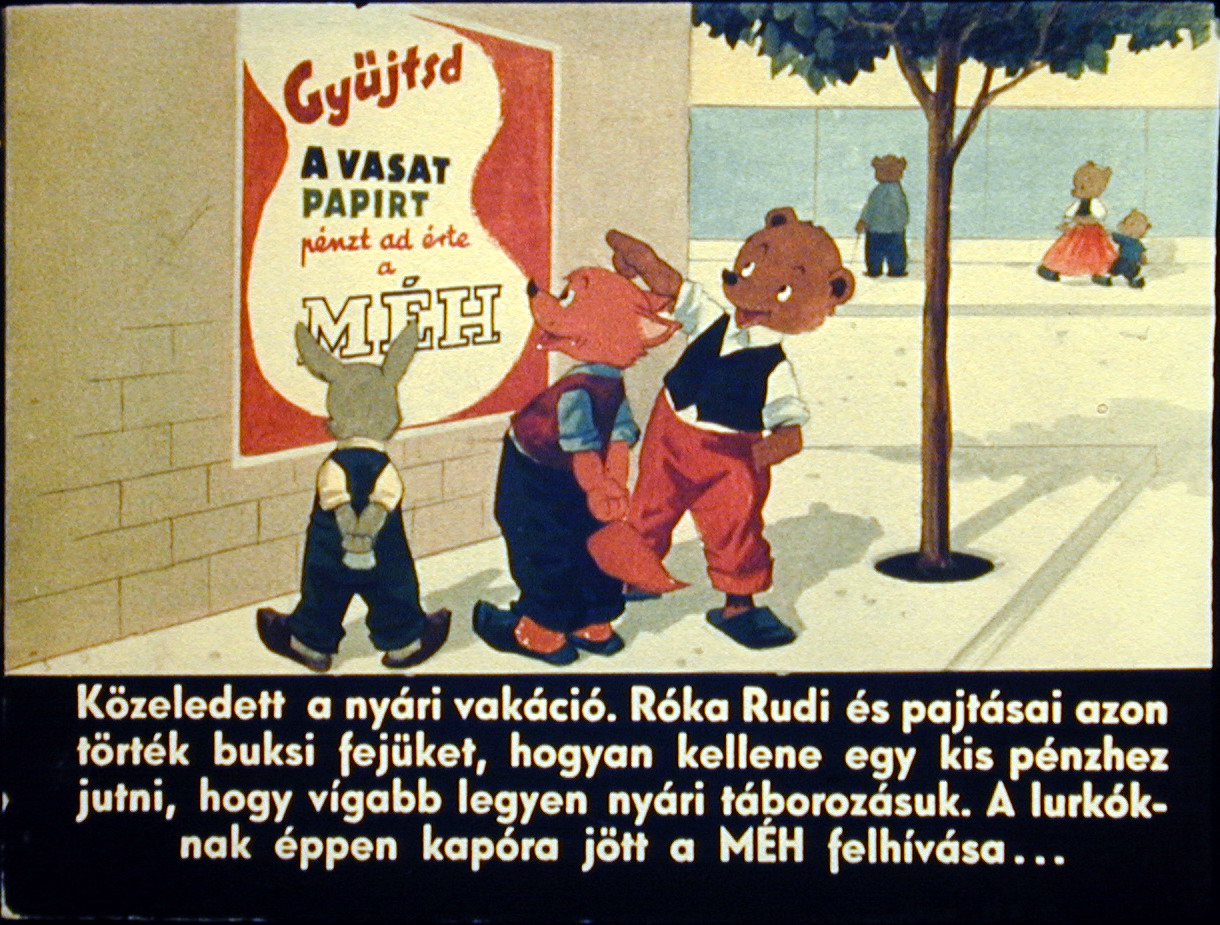 Gyüjtsd
A VASAT
PAPIRT
pénzt ad érte
a
MÉH
Közeledett a nyári vakáció. Róka Rudi és pajtásai azon
törték buksi fejüket, hogyan kellene egy kis pénzhez
jutni, hogy vígabb legyen nyári táborozásuk. A lurkók-
nak éppen kapóra jött a MÉH felhívása...